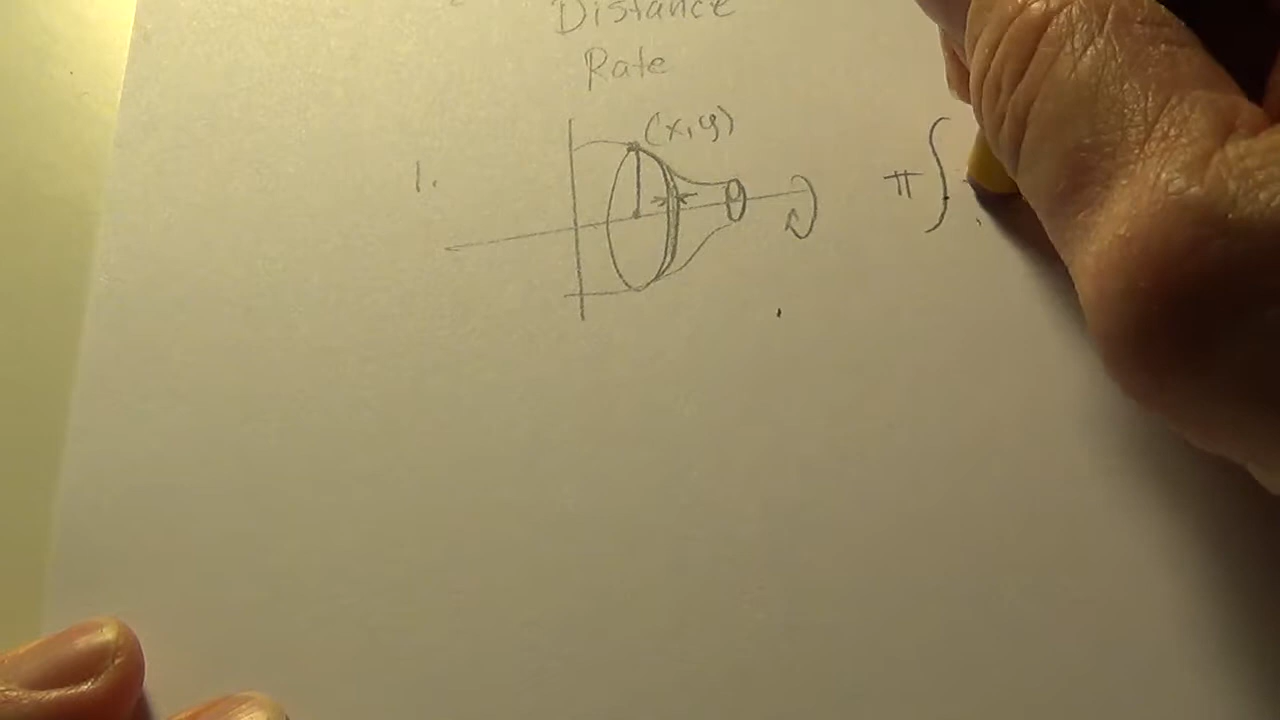 Distance
Rate
(x,y)
1.
π∫